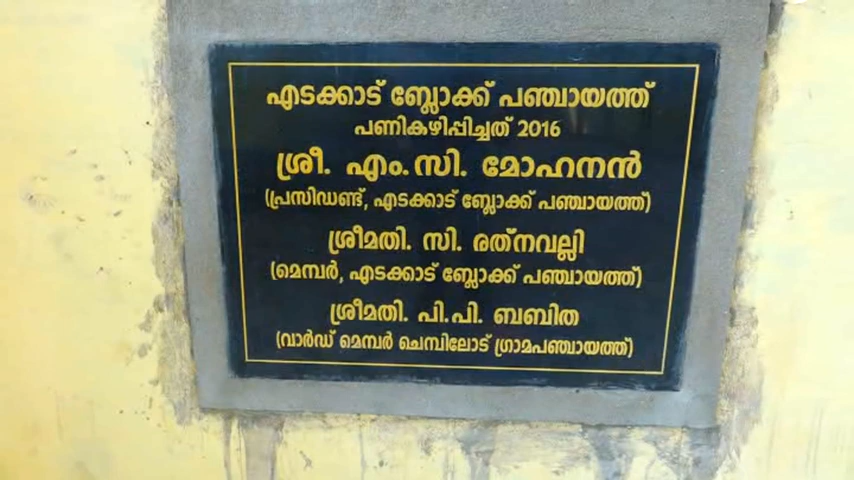 എടക്കാട് ബ്ലോക്ക് പഞ്ചായത്ത്
പണികഴിപ്പിച്ചത് 2016
ശ്രീ. എം.സി. മോഹനൻ
(പ്രസിഡണ്ട്, എടക്കാട് ബ്ലോക്ക് പഞ്ചായത്ത്)
ശ്രീമതി. സി. രത്നവല്ലി
(മെമ്പർ, എടക്കാട് ബ്ലോക്ക് പഞ്ചായത്ത്)
ശ്രീമതി. പി.പി. ബബിത
(വാർഡ് മെമ്പർ ചെമ്പിലോട് ഗ്രാമപഞ്ചായത്ത്)